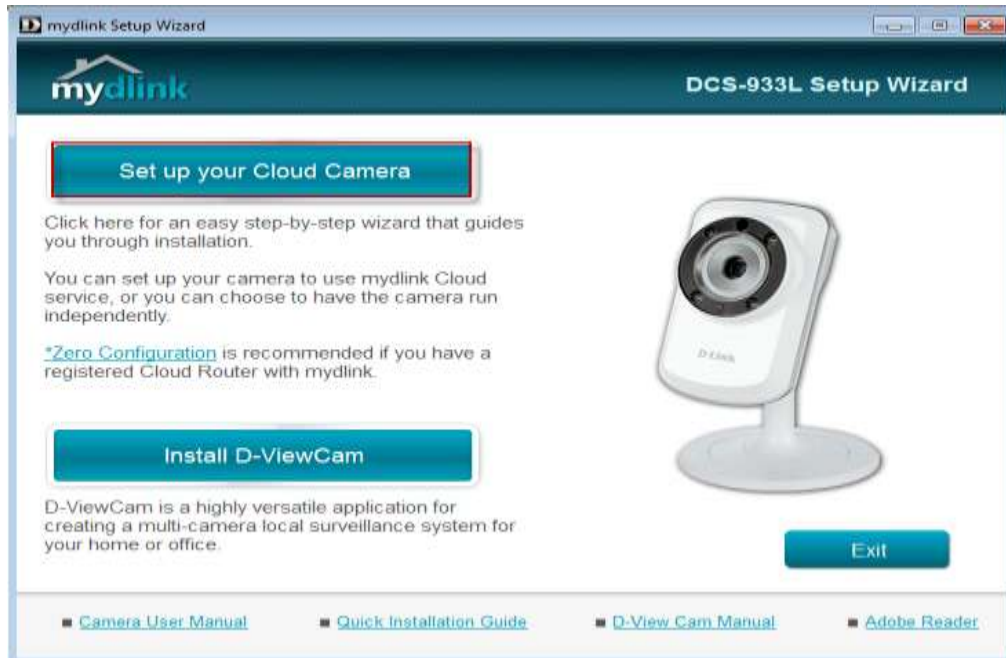 mydlink Setup Wizard
mydlink
DCS-933L Setup Wizard
Set up your Cloud Camera
Click here for an easy step-by-step wizard that guides
you through installation.
You can set up your camera to use mydlink Cloud
service, or you can choose to have the camera run
independently.
*Zero Configuration is recommended if you have a
registered Cloud Router with mydlink.
D-Link
Install D-ViewCam
D-ViewCam is a highly versatile application for
creating a multi-camera local surveillance system for
your home or office.
Exit
Camera User Manual
Quick Installation Guide
D-View Cam Manual
Adobe Reader